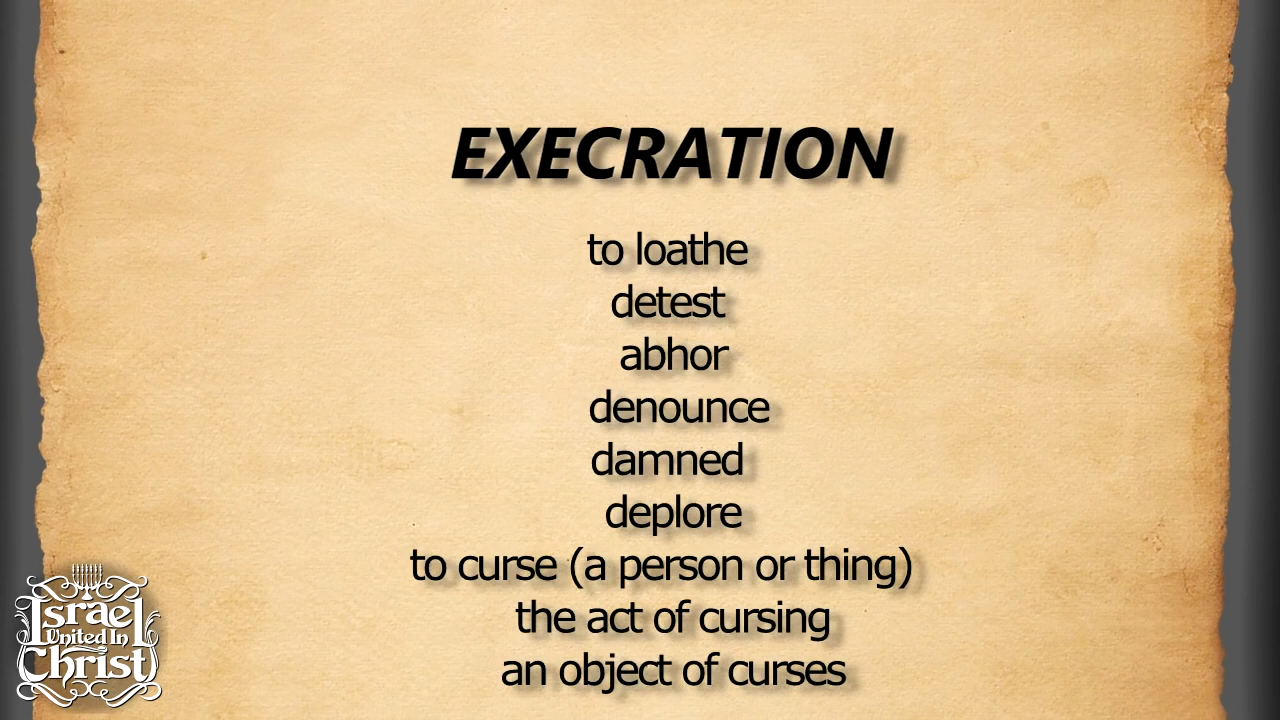 EXECRATION
to loathe
detest
abhor
denounce
damned
deplore
to curse (a person or thing)
the act of cursing
an object of curses
Israel
United In
Christ